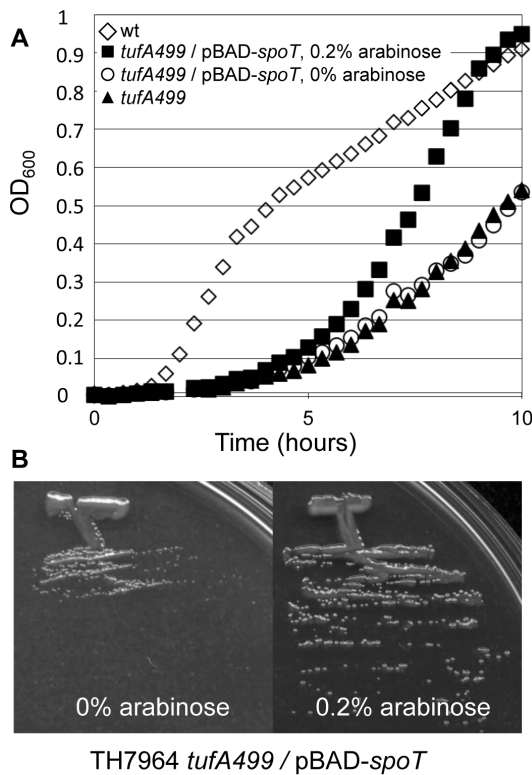 A
1
0.9
0.8
0.7
0.6
0.5
0.4
0.3
0.2
0.1
0
OD600
wt
tufA499 / pBAD-spoT, 0.2% arabinose
tufA499 / pBAD-spoT, 0% arabinose
tufA499
0 5 10
Time (hours)
B
0% arabinose 0.2% arabinose
TH7964 tufA499 / pBAD-spoT